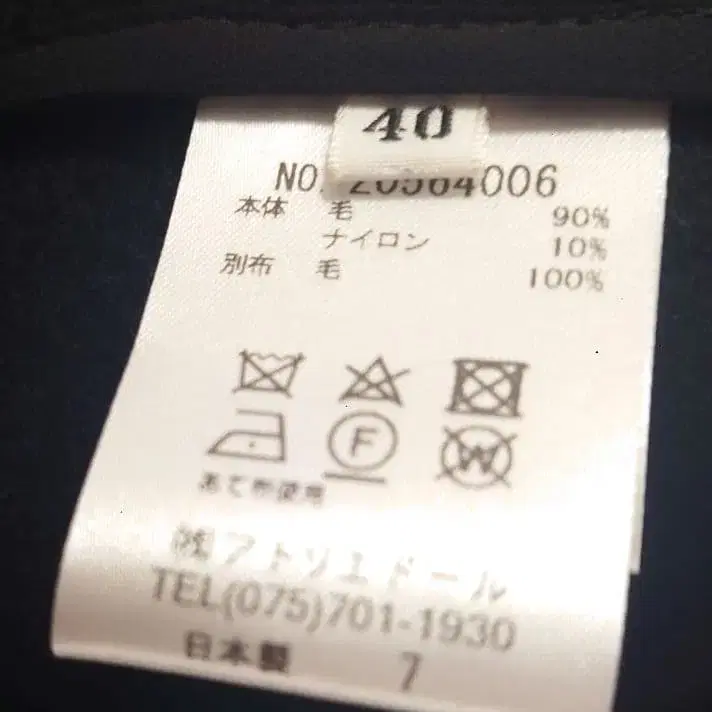 40
NO. 20564006
本体 毛 90%
ナイロン 10%
別布 毛 100%
F
W
あて布使用
㈱アトリエドール
TEL(075)701-1930
日本製 7